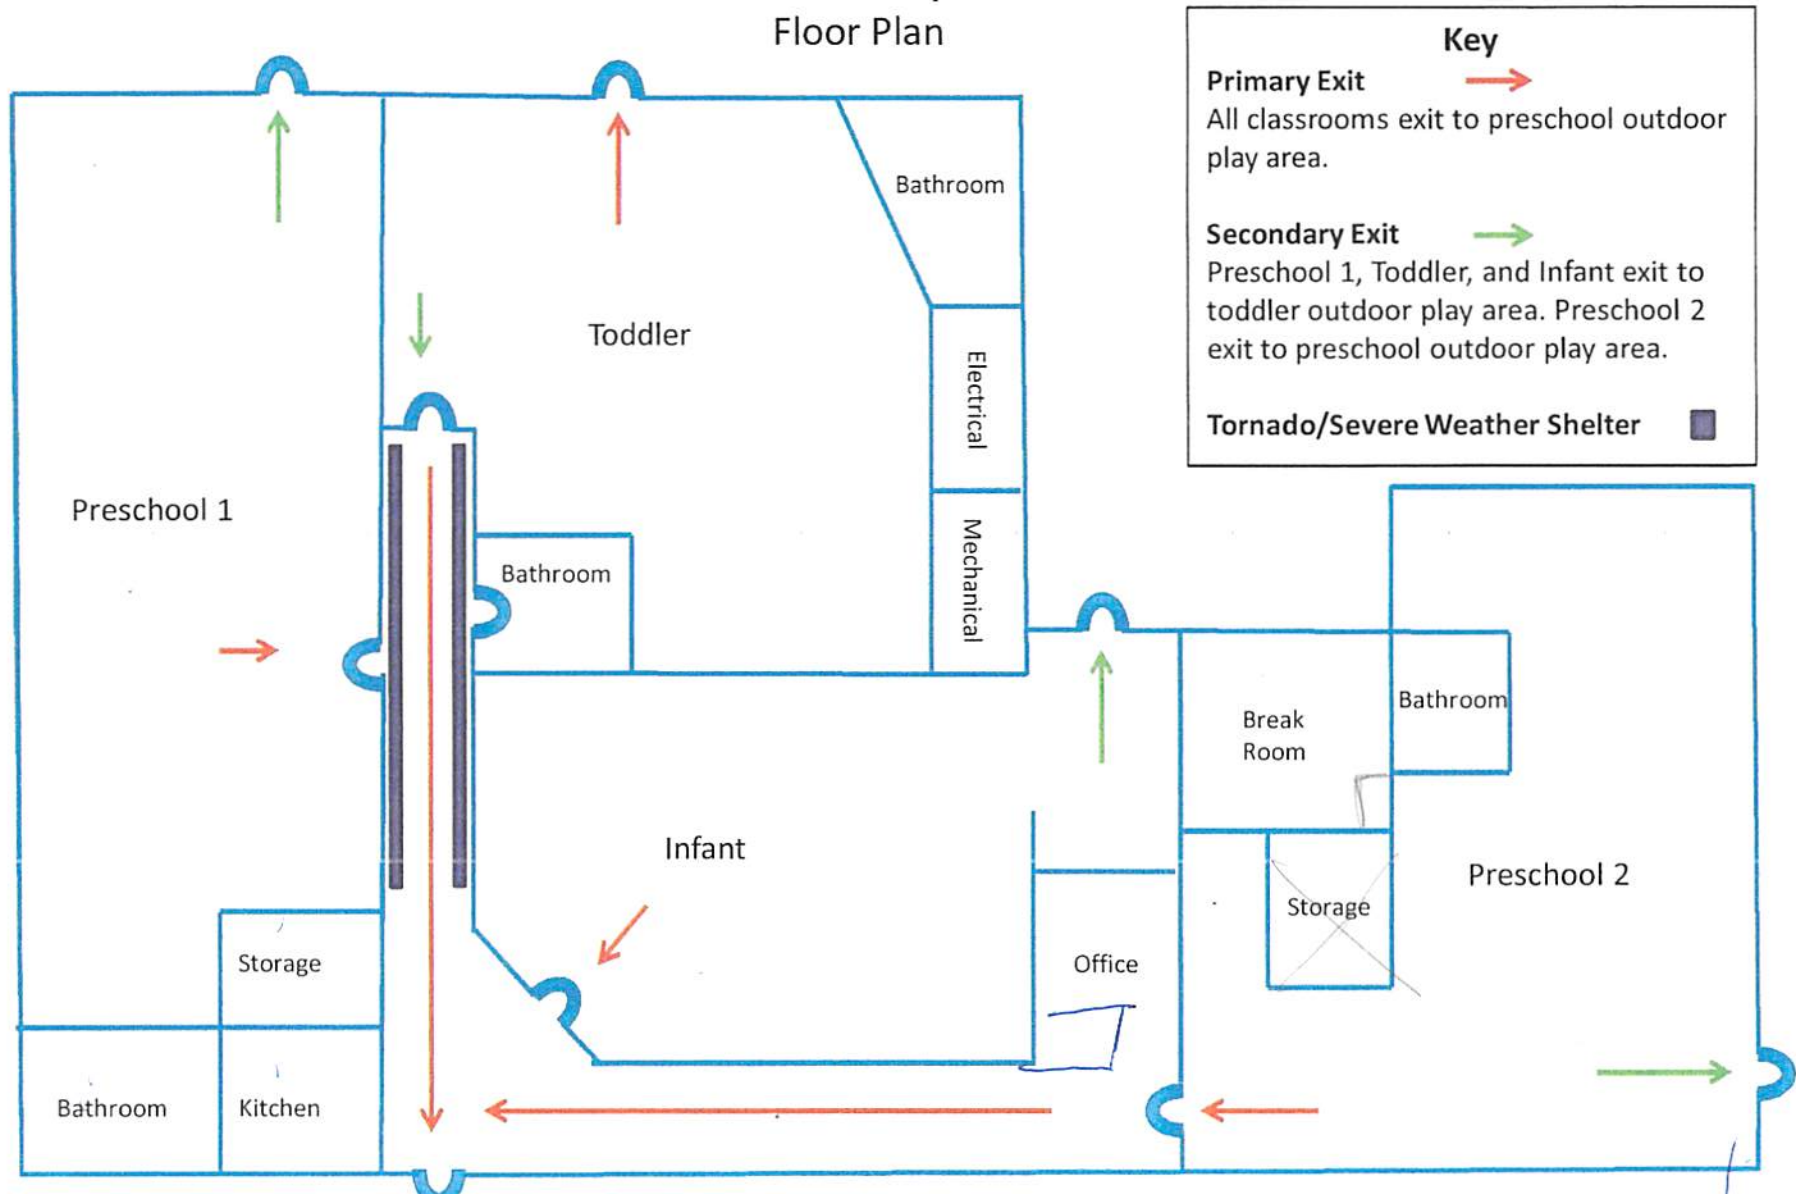 Floor Plan
Key
Primary Exit
All classrooms exit to preschool outdoor
play area.
Secondary Exit
Preschool 1, Toddler, and Infant exit to
toddler outdoor play area. Preschool 2
exit to preschool outdoor play area.
Tornado/Severe Weather Shelter
Bathroom
Toddler
Electrical
Preschool 1
Bathroom
Mechanical
Break
Room
Bathroom
Infant
Preschool 2
Storage
Storage
Office
Bathroom
Kitchen